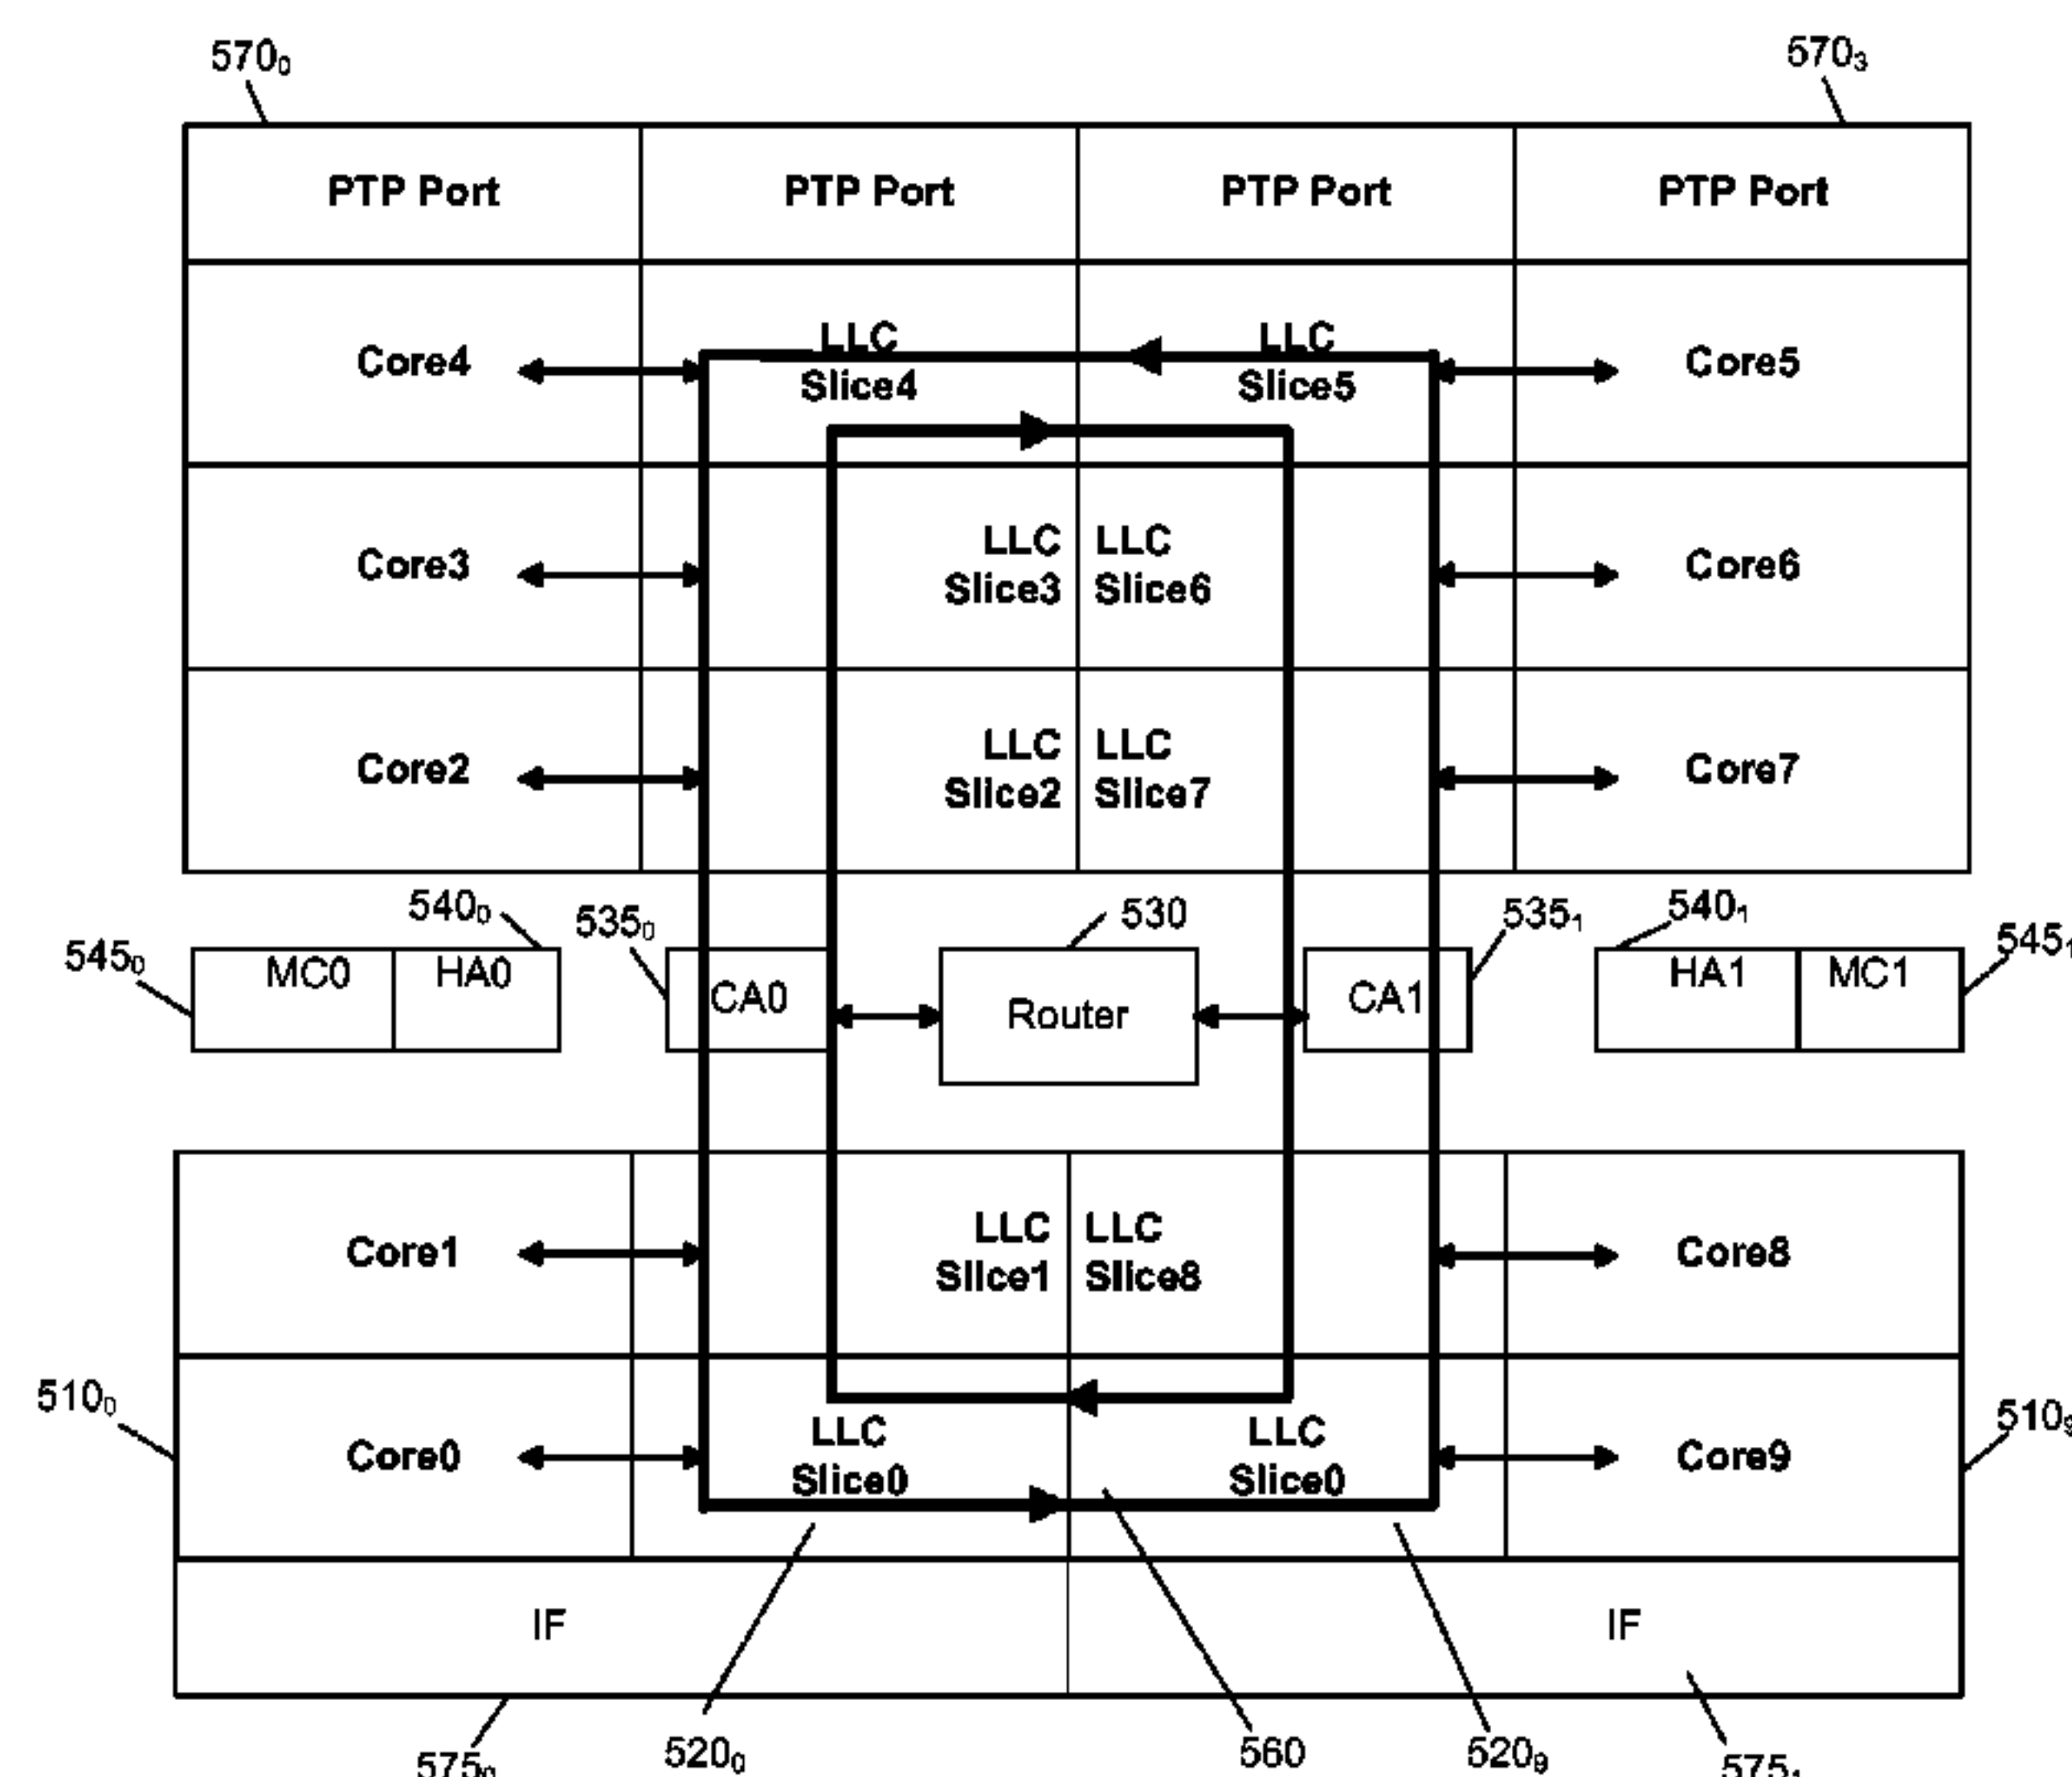 570₀
570₃
PTP Port
PTP Port
PTP Port
PTP Port
Core4
LLC
Slice4
LLC
Slice5
Core5
Core3
LLC
Slice3
LLC
Slice6
Core6
Core2
LLC
Slice2
LLC
Slice7
Core7
545₀
540₀
535₀
530
535₁
540₁
545₁
MC0
HA0
CA0
Router
CA1
HA1
MC1
Core1
LLC
Slice1
LLC
Slice8
Core8
510₀
510₉
Core0
LLC
Slice0
LLC
Slice0
Core9
IF
IF
575₀
520₀
560
520₉
575₁